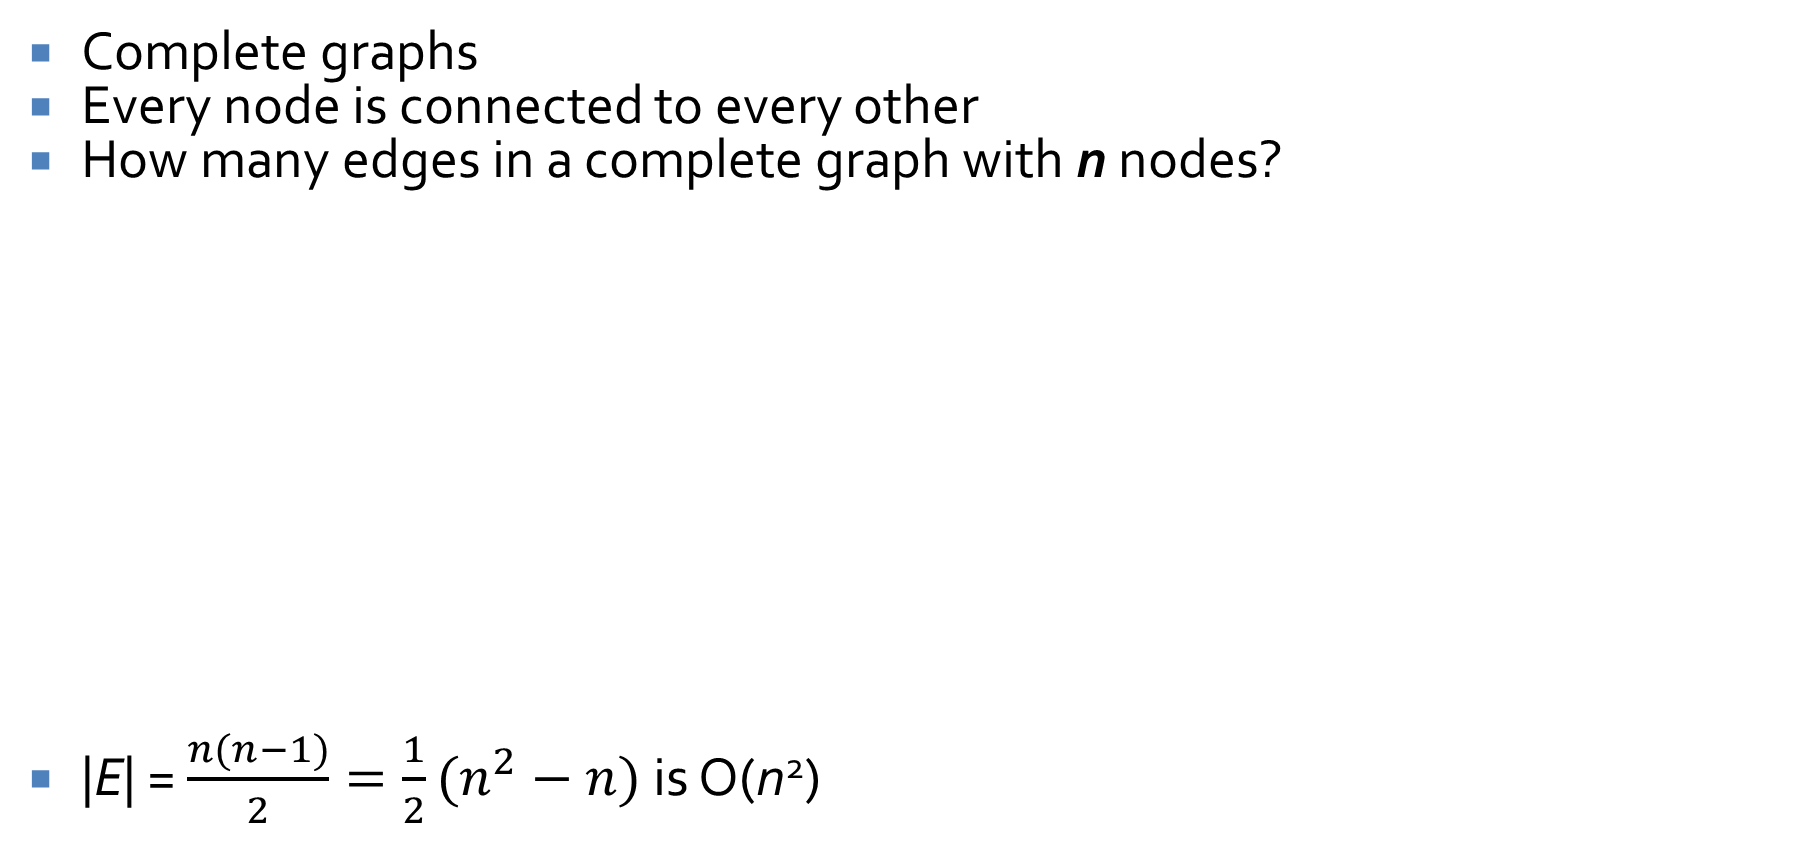 ▪ Complete graphs
▪ Every node is connected to every other
▪ How many edges in a complete graph with n nodes?
▪ |E| = n(n−1)/2 = 1/2 (n² − n) is O(n²)